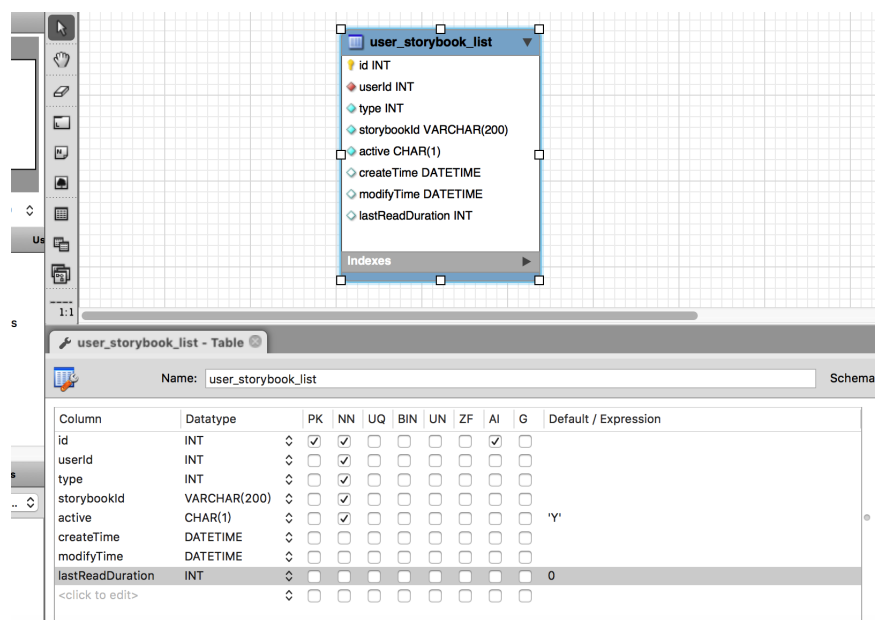 user_storybook_list
id INT
userId INT
type INT
storybookId VARCHAR(200)
active CHAR(1)
createTime DATETIME
modifyTime DATETIME
lastReadDuration INT
Indexes
Us
1:1
s
user_storybook_list - Table
Name: user_storybook_list Schema
Column Datatype PK NN UQ BIN UN ZF AI G Default / Expression
id INT
userId INT
s
type INT
storybookId VARCHAR(200)
..
active CHAR(1) 'Y'
createTime DATETIME
modifyTime DATETIME
lastReadDuration INT 0
<click to edit>